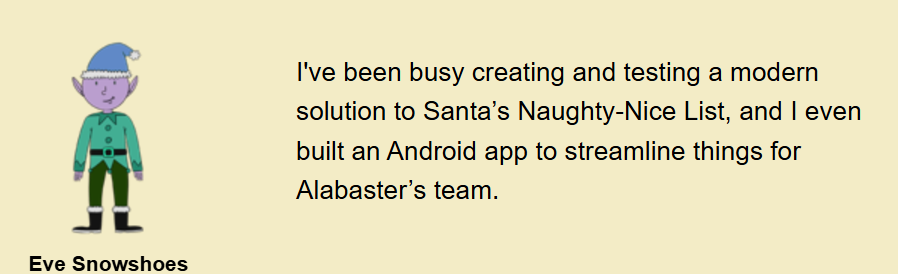 I've been busy creating and testing a modern
solution to Santa’s Naughty-Nice List, and I even
built an Android app to streamline things for
Alabaster’s team.
Eve Snowshoes